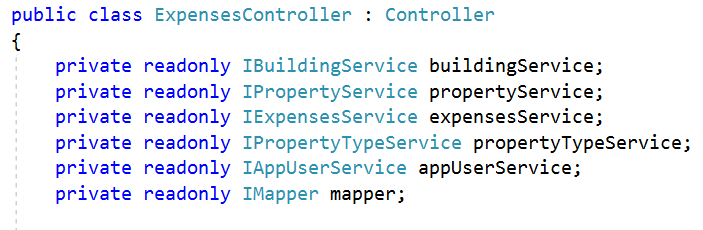 public class ExpensesController : Controller
{
private readonly IBuildingService buildingService;
private readonly IPropertyService propertyService;
private readonly IExpensesService expensesService;
private readonly IPropertyTypeService propertyTypeService;
private readonly IAppUserService appUserService;
private readonly IMapper mapper;